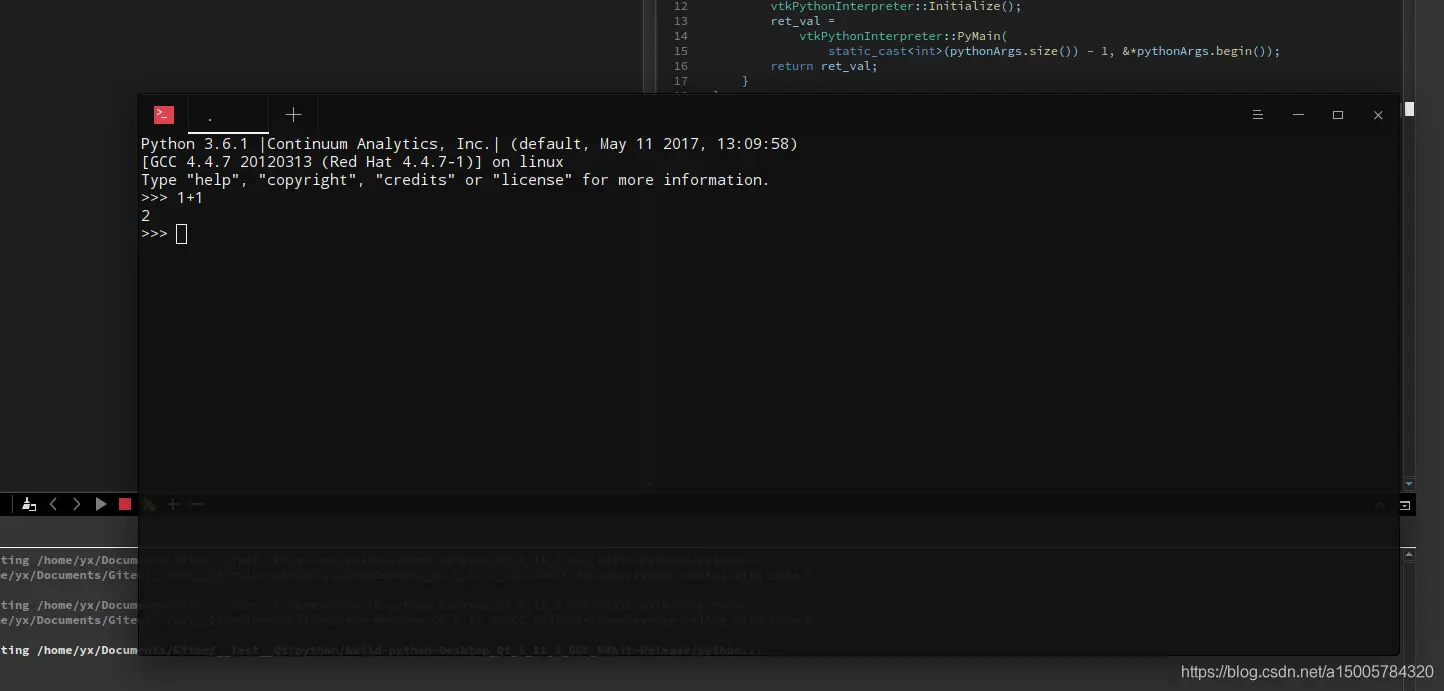 12 vtkPythonInterpreter::Initialize();
13 ret_val =
14 vtkPythonInterpreter::PyMain(
15 static_cast<int>(pythonArgs.size()) - 1, &*pythonArgs.begin());
16 return ret_val;
17 }
>_ .
Python 3.6.1 |Continuum Analytics, Inc.| (default, May 11 2017, 13:09:58)
[GCC 4.4.7 20120313 (Red Hat 4.4.7-1)] on linux
Type "help", "copyright", "credits" or "license" for more information.
>>> 1+1
2
>>>
ting /home/yx/Docum
e/yx/Documents/Gite
ting /home/yx/Docum
e/yx/Documents/Gite
ting /home/yx/Documents/Gitee/__Test__Qt/python/build-python-Desktop_Qt_5_11_3_GCC_64bit-Release/python...
https://blog.csdn.net/a15005784320